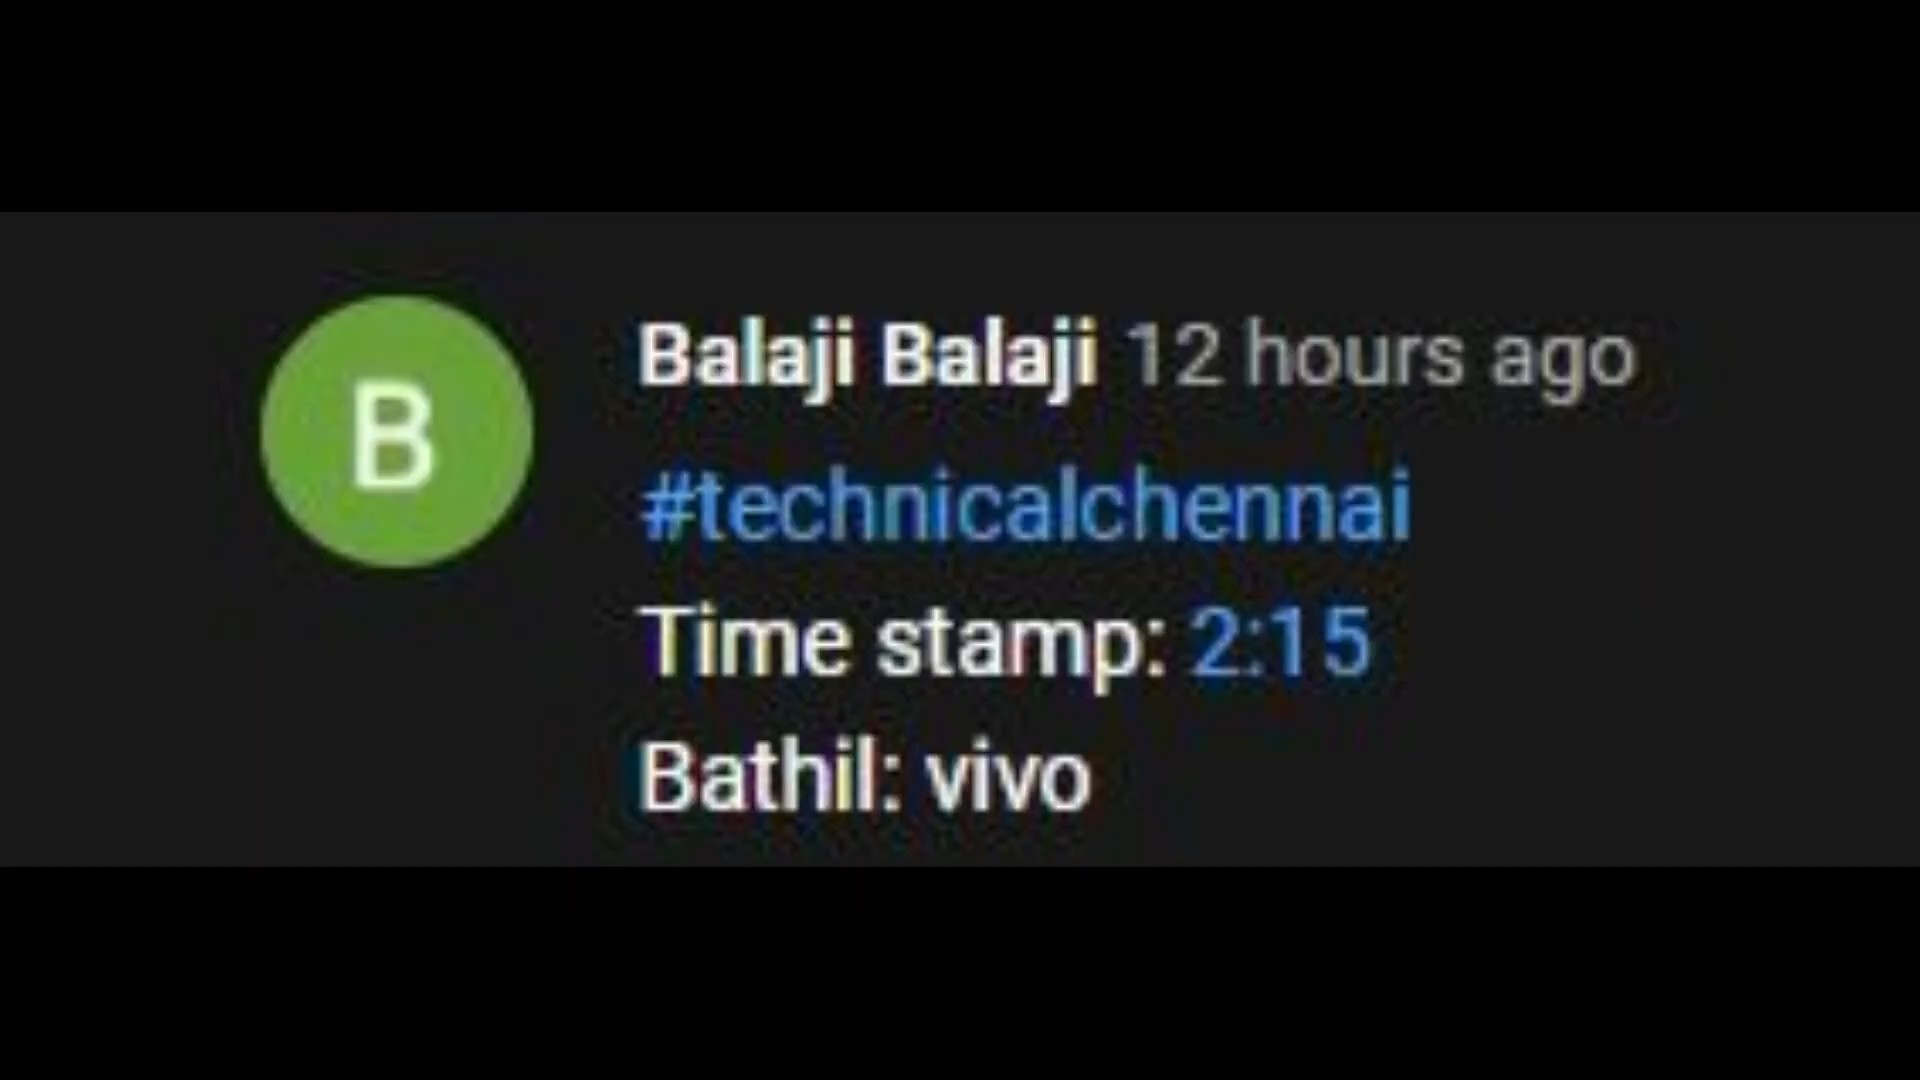 B
Balaji Balaji 12 hours ago
#technicalchennai
Time stamp: 2:15
Bathil: vivo